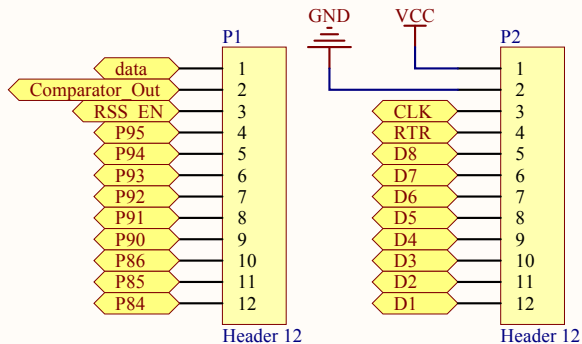 GND VCC
P1 P2
data 1 1
Comparator_Out 2 2
RSS_EN 3 CLK 3
P95 4 RTR 4
P94 5 D8 5
P93 6 D7 6
P92 7 D6 7
P91 8 D5 8
P90 9 D4 9
P86 10 D3 10
P85 11 D2 11
P84 12 D1 12
Header 12 Header 12